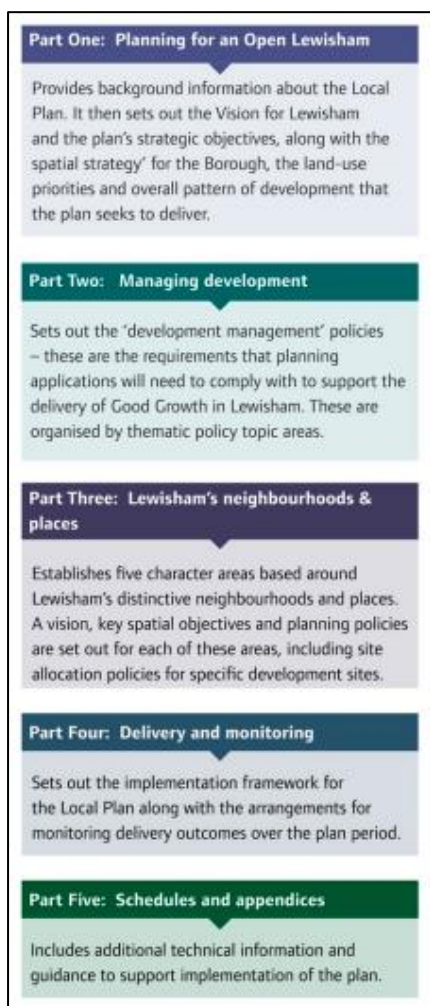 Part One: Planning for an Open Lewisham
Provides background information about the Local
Plan. It then sets out the Vision for Lewisham
and the plan's strategic objectives, along with the
spatial strategy' for the Borough, the land-use
priorities and overall pattern of development that
the plan seeks to deliver.
Part Two: Managing development
Sets out the 'development management' policies
– these are the requirements that planning
applications will need to comply with to support the
delivery of Good Growth in Lewisham. These are
organised by thematic policy topic areas.
Part Three: Lewisham's neighbourhoods &
places
Establishes five character areas based around
Lewisham's distinctive neighbourhoods and places.
A vision, key spatial objectives and planning policies
are set out for each of these areas, including site
allocation policies for specific development sites.
Part Four: Delivery and monitoring
Sets out the implementation framework for
the Local Plan along with the arrangements for
monitoring delivery outcomes over the plan period.
Part Five: Schedules and appendices
Includes additional technical information and
guidance to support implementation of the plan.